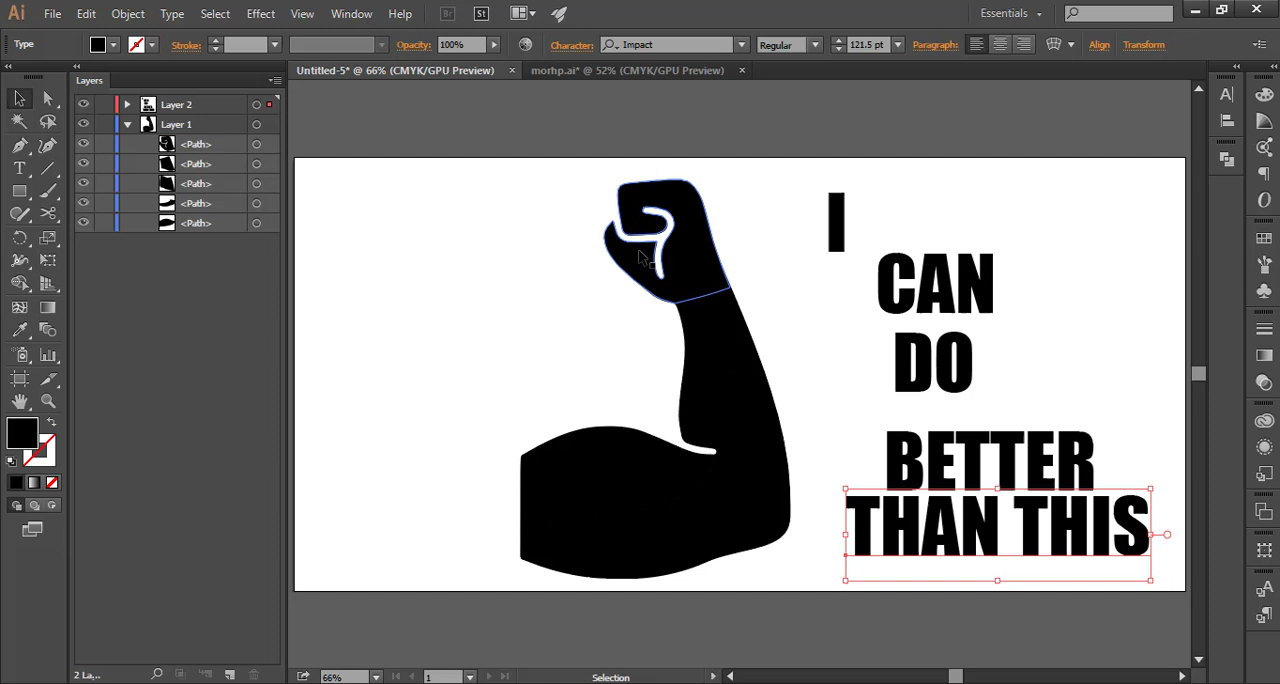 Ai File Edit Object Type Select Effect View Window Help Br St Essentials
Type Stroke: Opacity: 100% Character: Impact Regular 121.5 pt Paragraph: Align Transform
Layers
Untitled-5* @ 66% (CMYK/GPU Preview) × morhp.ai* @ 52% (CMYK/GPU Preview) ×
Layer 2
Layer 1
<Path>
<Path>
<Path>
<Path>
<Path>
I
CAN
DO
BETTER
THAN THIS
2 La...
66% 1 Selection